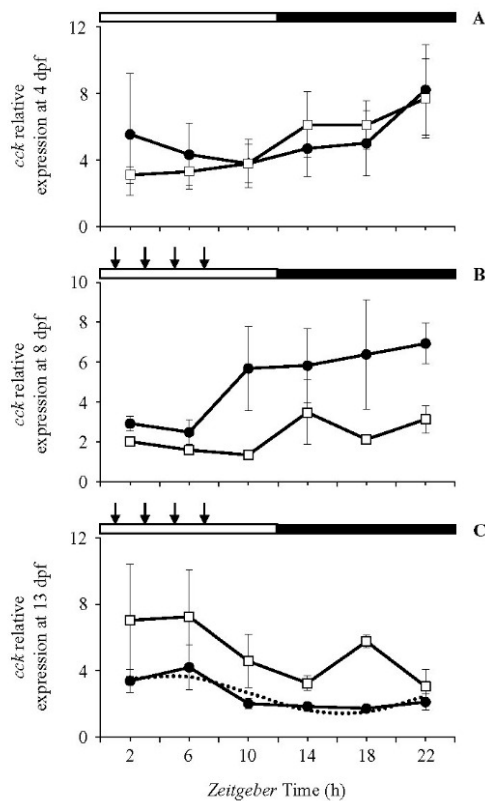 A
12
8
4
0
cck relative
expression at 4 dpf
B
10
8
6
4
2
0
cck relative
expression at 8 dpf
C
12
8
4
0
cck relative
expression at 13 dpf
2 6 10 14 18 22
Zeitgeber Time (h)